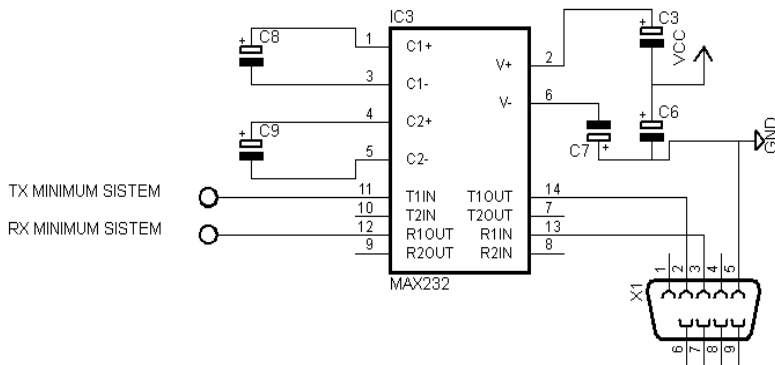 IC3
C8
C3
1
C1+
VCC
2
V+
3
C1-
6
V-
4
C2+
C9
C6
C7
GND
5
C2-
TX MINIMUM SISTEM
11
T1IN
T1OUT
14
10
T2IN
T2OUT
7
RX MINIMUM SISTEM
12
R1OUT
R1IN
13
9
R2OUT
R2IN
8
MAX232
X1
1
2
3
4
5
6
7
8
9